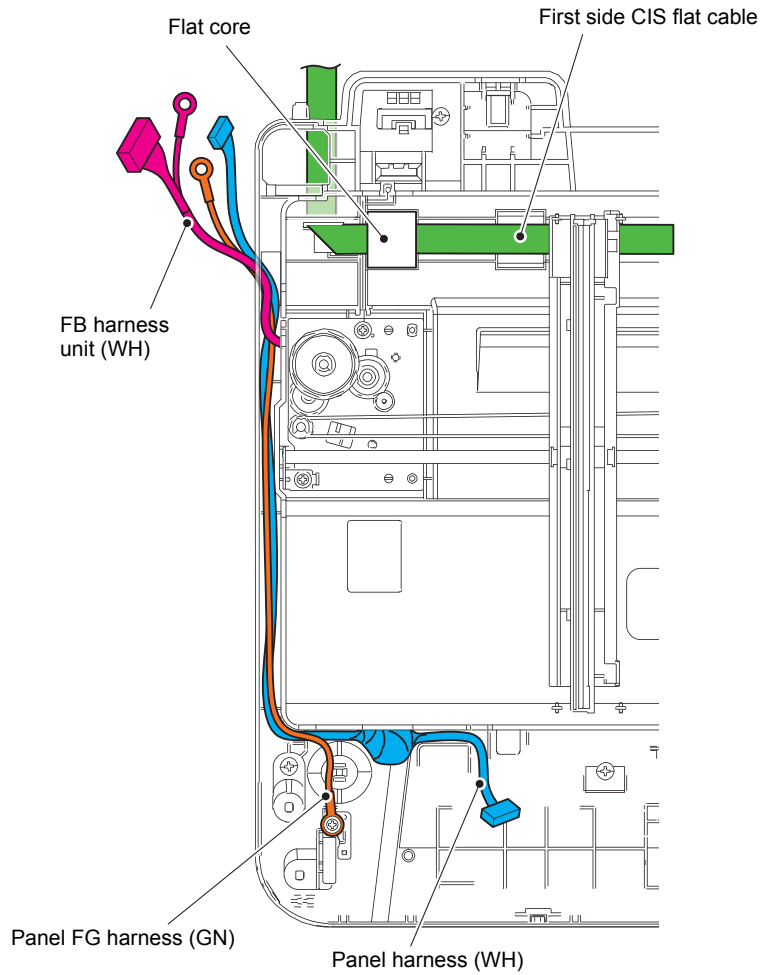 First side CIS flat cable
Flat core
FB harness
unit (WH)
Panel FG harness (GN)
Panel harness (WH)